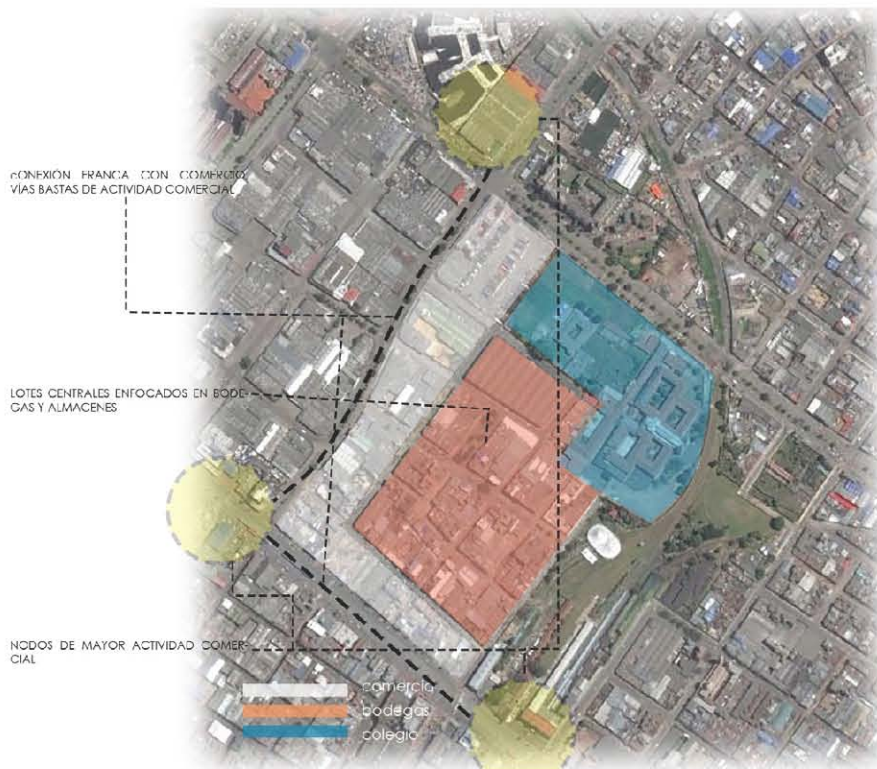 cONEXIÓN FRANCA CON COMERCIO
VÍAS BASTAS DE ACTIVIDAD COMERCIAL
LOTES CENTRALES ENFOCADOS EN BODE-
GAS Y ALMACENES
NODOS DE MAYOR ACTIVIDAD COMER-
CIAL
comercio
bodegas
colegio